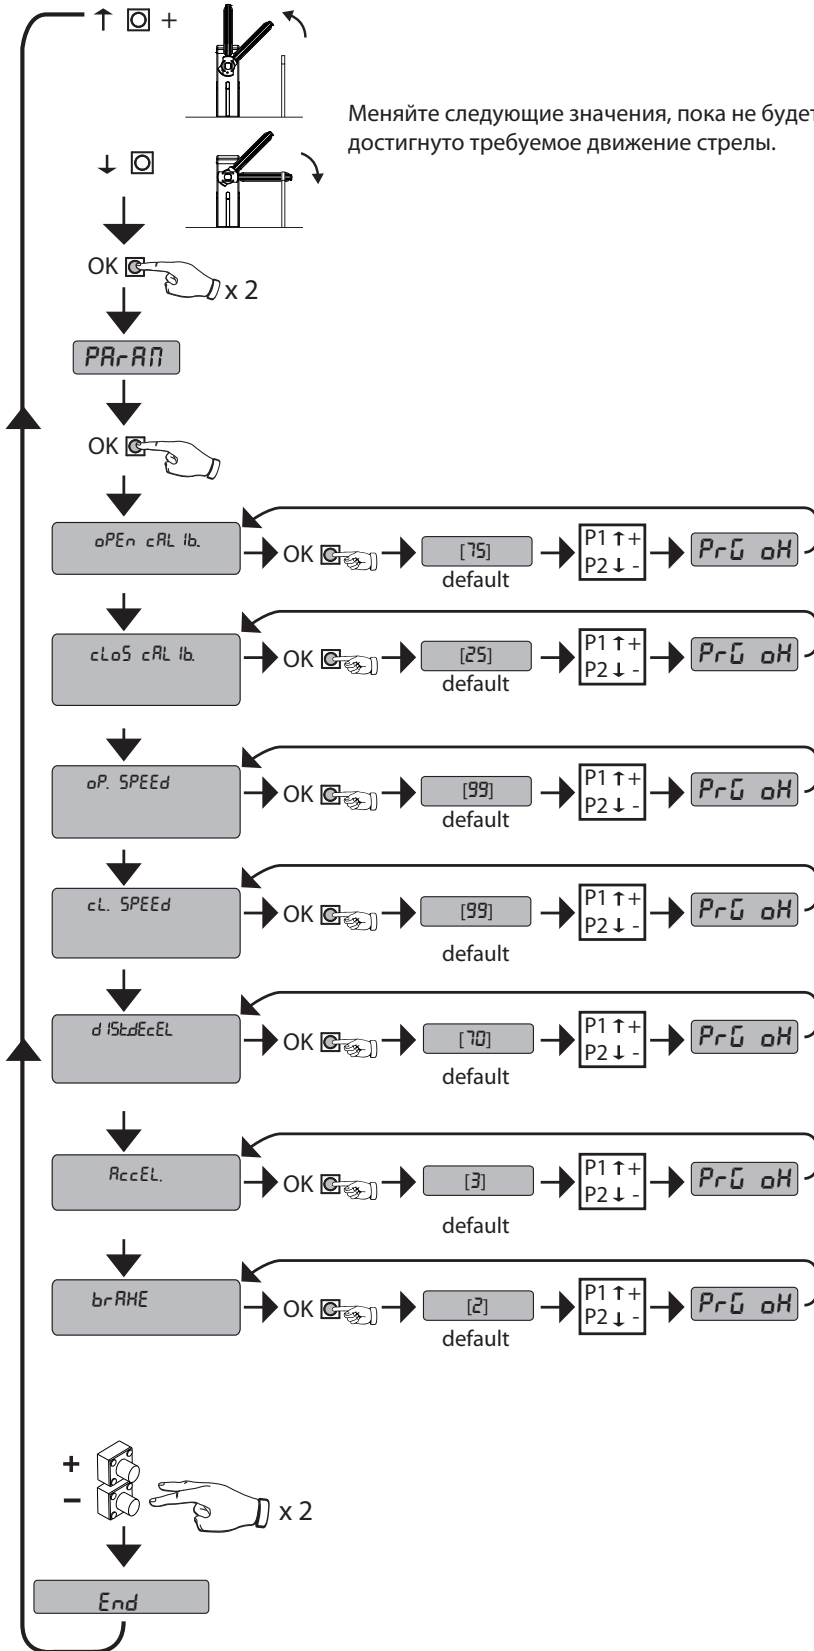 ↑ +
Меняйте следующие значения, пока не будет
достигнуто требуемое движение стрелы.
↓
OK x 2
PArAM
OK
oPEn cAL Ib.
OK
[75]
default
P1 ↑ +
P2 ↓ -
PrG oK
cLoS cAL Ib.
OK
[25]
default
P1 ↑ +
P2 ↓ -
PrG oK
oP. SPEEd
OK
[99]
default
P1 ↑ +
P2 ↓ -
PrG oK
cL. SPEEd
OK
[99]
default
P1 ↑ +
P2 ↓ -
PrG oK
dISt.dEcEL
OK
[70]
default
P1 ↑ +
P2 ↓ -
PrG oK
AccEL.
OK
[3]
default
P1 ↑ +
P2 ↓ -
PrG oK
brAKE
OK
[2]
default
P1 ↑ +
P2 ↓ -
PrG oK
+
−
x 2
End